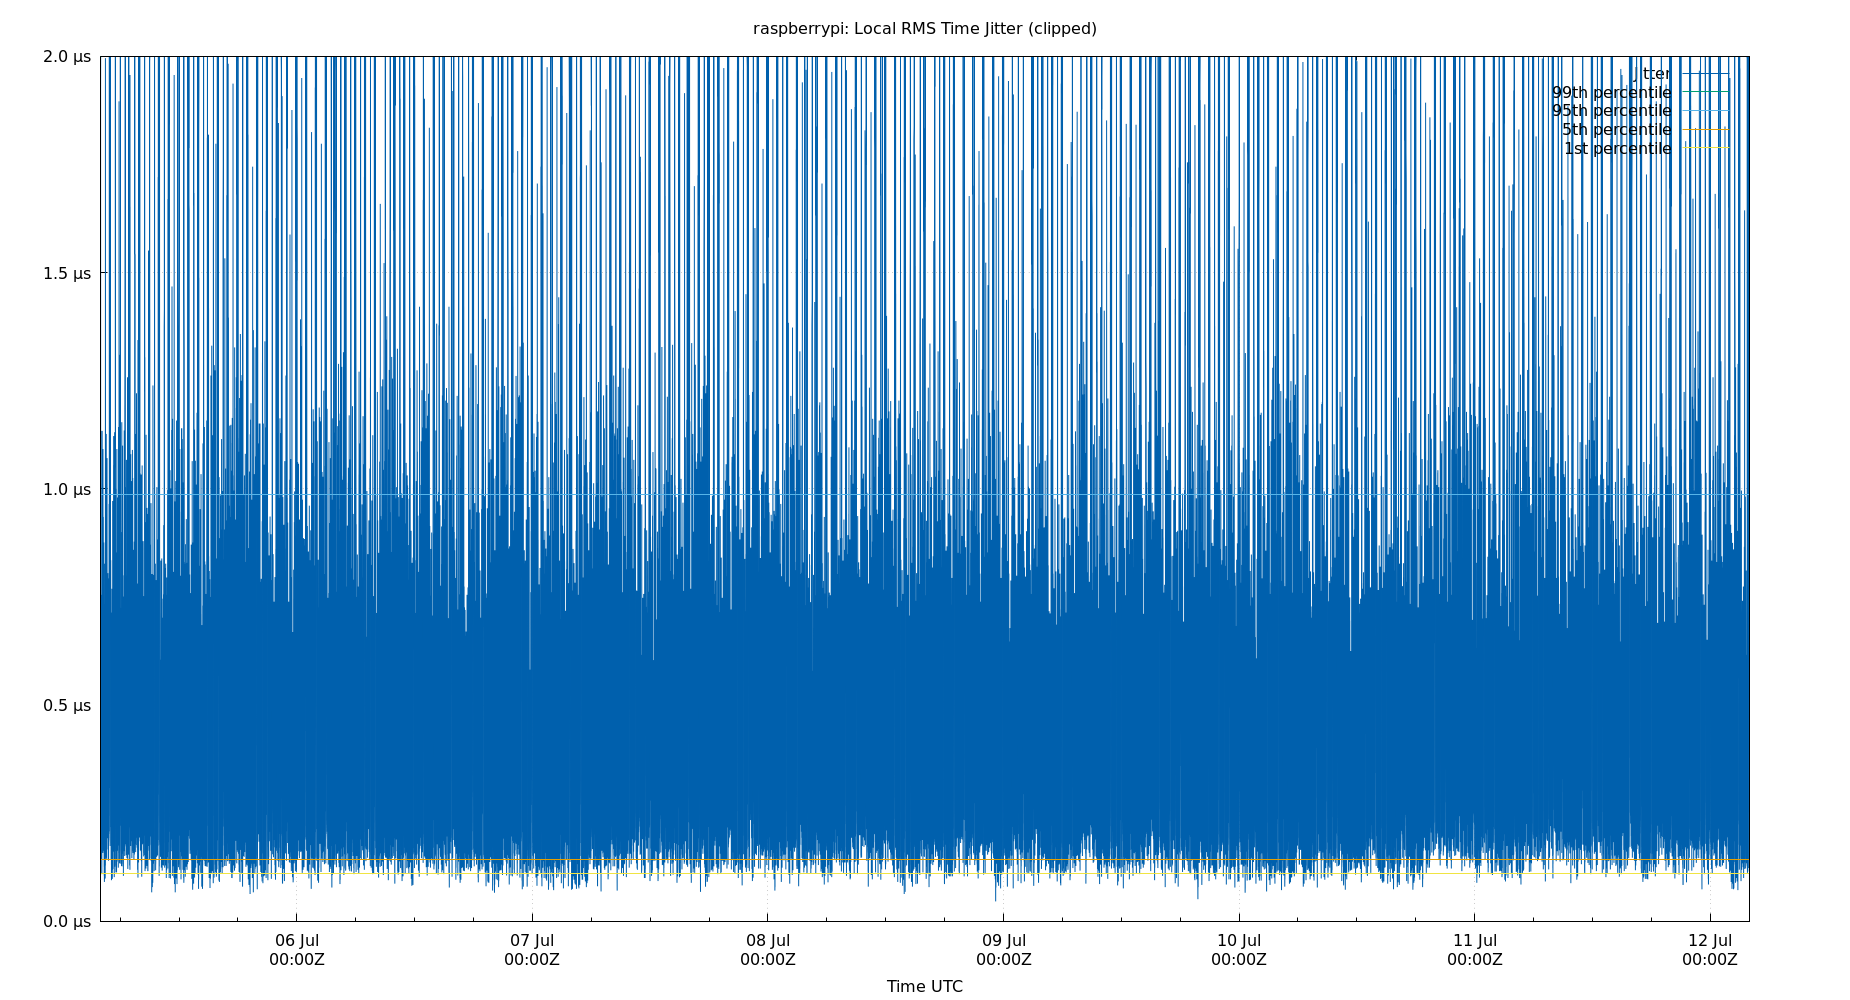 raspberrypi: Local RMS Time Jitter (clipped)
2.0 µs
1.5 µs
1.0 µs
0.5 µs
0.0 µs
jitter
99th percentile
95th percentile
5th percentile
1st percentile
06 Jul
00:00Z
07 Jul
00:00Z
08 Jul
00:00Z
09 Jul
00:00Z
10 Jul
00:00Z
11 Jul
00:00Z
12 Jul
00:00Z
Time UTC